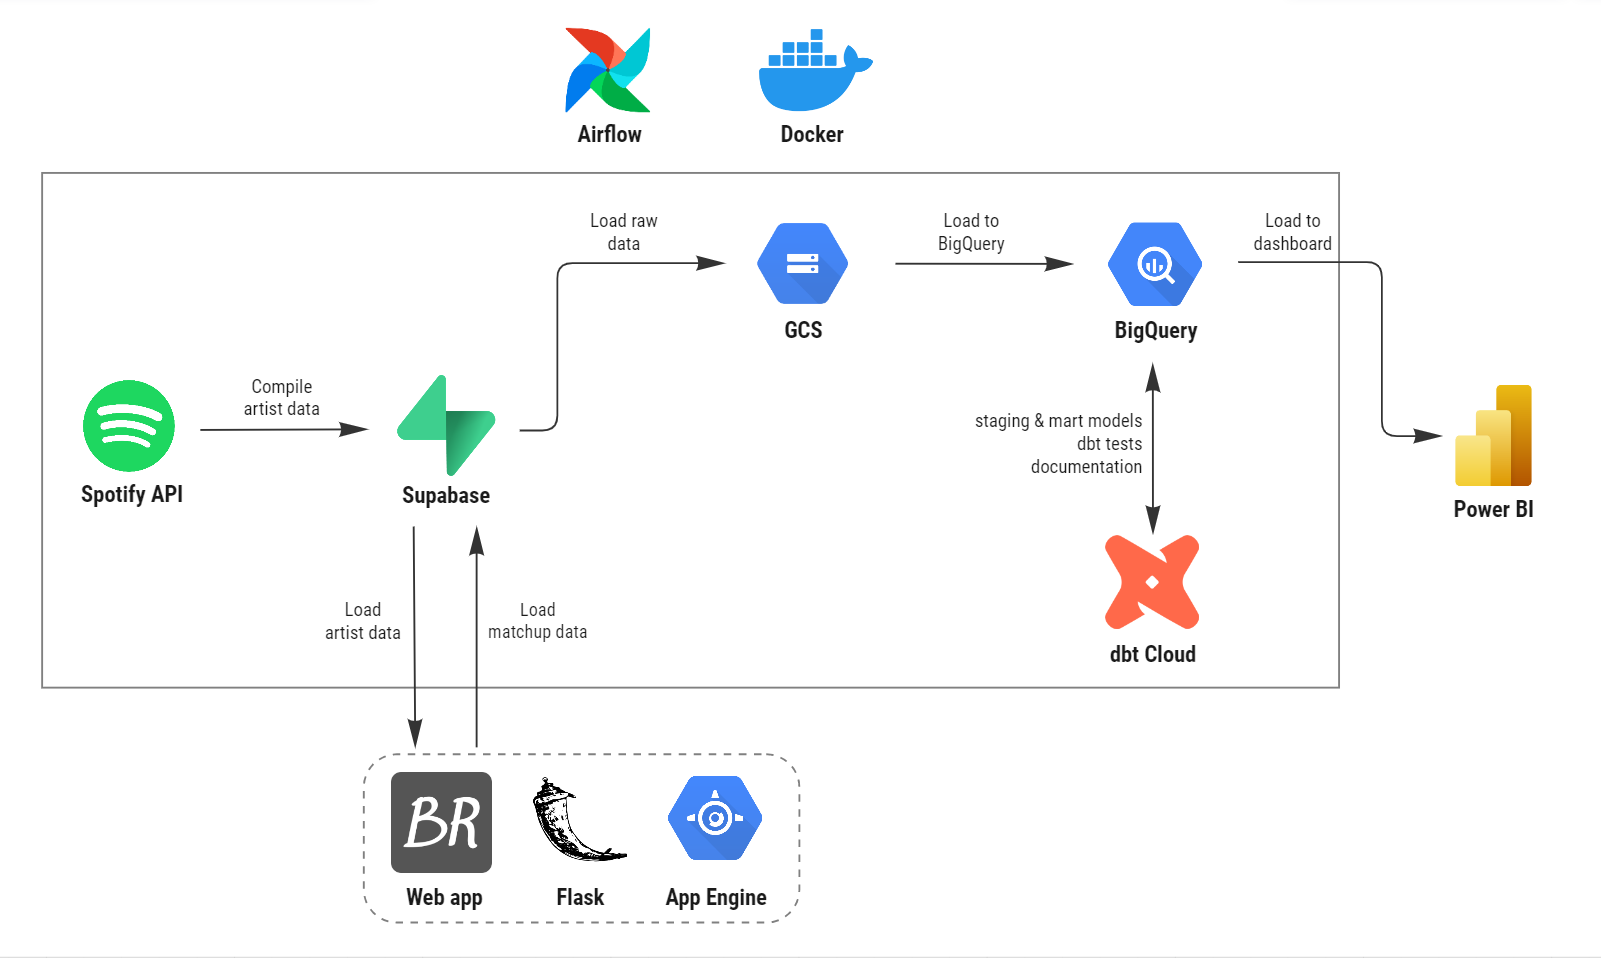 Airflow
Docker
Load raw
data
Load to
BigQuery
Load to
dashboard
GCS
BigQuery
Compile
artist data
staging & mart models
dbt tests
documentation
Spotify API
Supabase
Power BI
Load
artist data
Load
matchup data
dbt Cloud
BR
Web app
Flask
App Engine